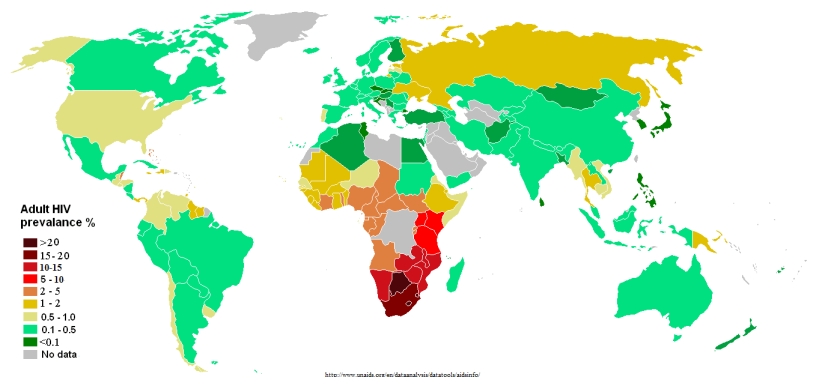 Adult HIV
prevalance %
>20
15-20
10-15
5 - 10
2 - 5
1 - 2
0.5 - 1.0
0.1 - 0.5
<0.1
No data
http://www.unaids.org/en/dataanalysis/datatools/aidsinfo/